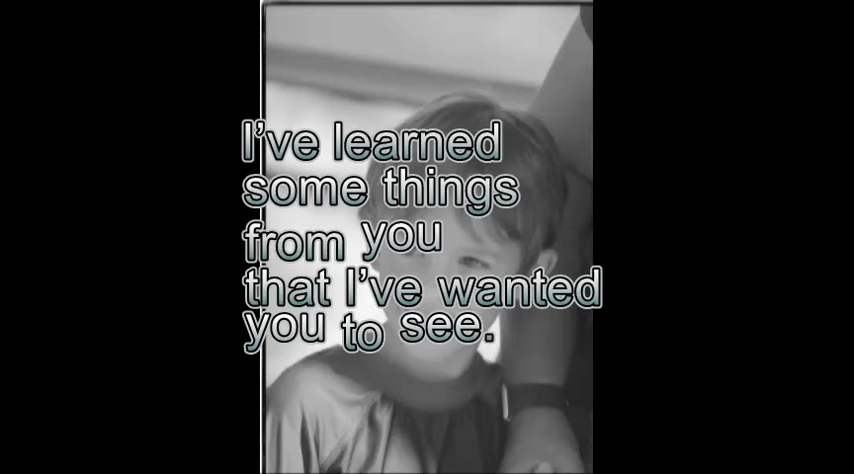 I’ve learned
some things
from you
that I’ve wanted
you to see.